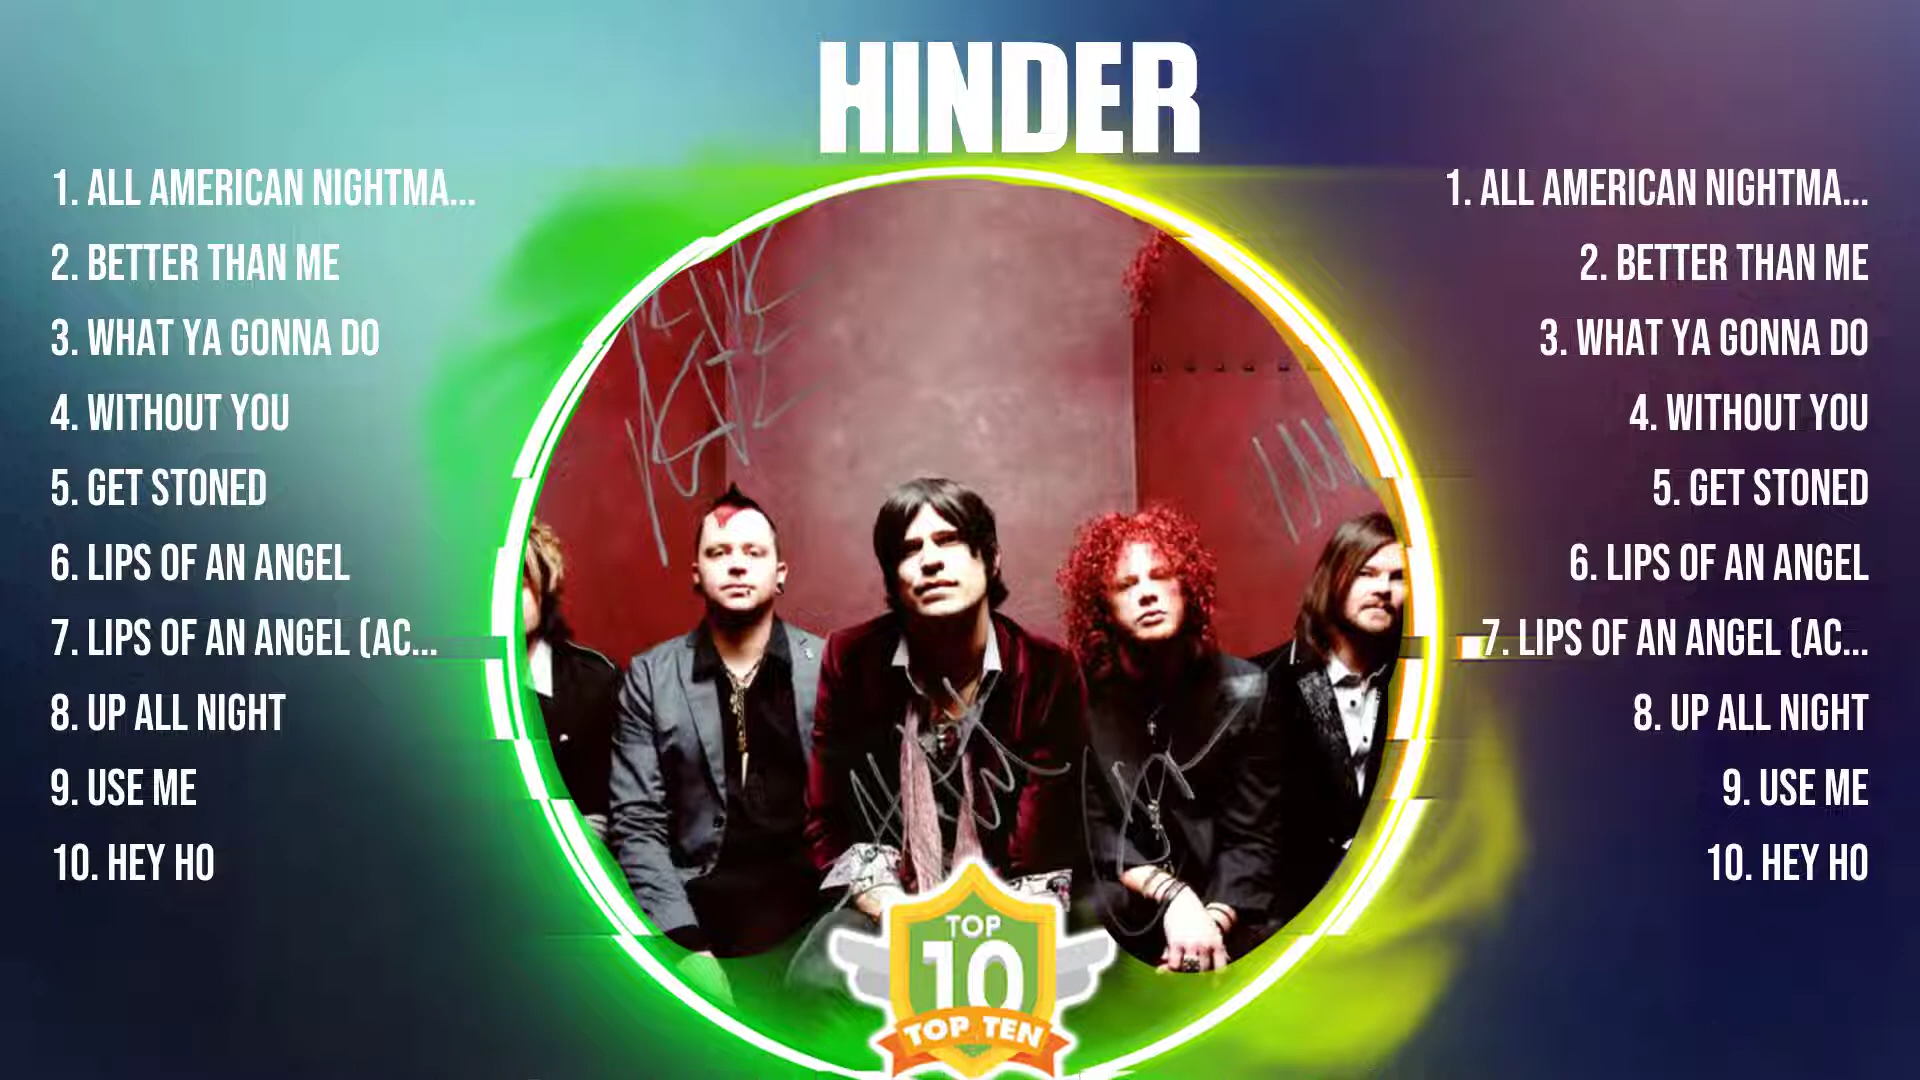 HINDER
1. ALL AMERICAN NIGHTMA...
2. BETTER THAN ME
3. WHAT YA GONNA DO
4. WITHOUT YOU
5. GET STONED
6. LIPS OF AN ANGEL
7. LIPS OF AN ANGEL (AC...
8. UP ALL NIGHT
9. USE ME
10. HEY HO
1. ALL AMERICAN NIGHTMA...
2. BETTER THAN ME
3. WHAT YA GONNA DO
4. WITHOUT YOU
5. GET STONED
6. LIPS OF AN ANGEL
7. LIPS OF AN ANGEL (AC...
8. UP ALL NIGHT
9. USE ME
10. HEY HO
TOP
10
TOP TEN